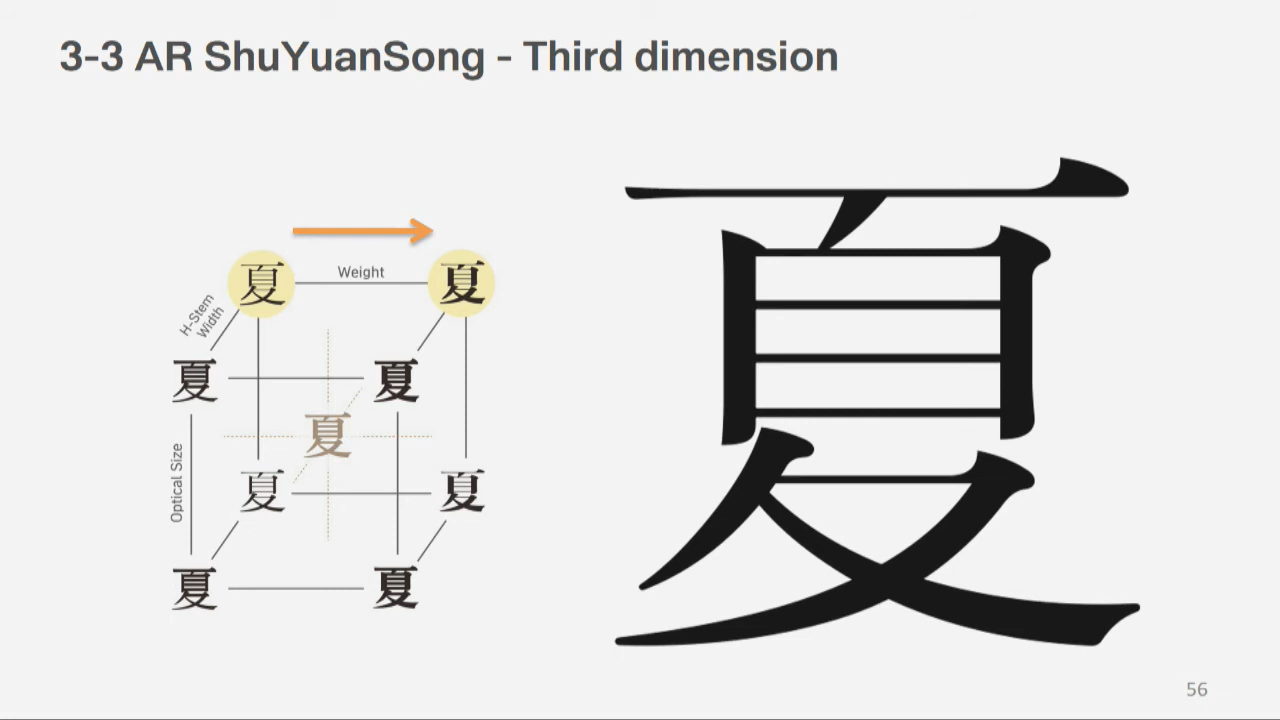 3-3 AR ShuYuanSong - Third dimension
Weight
夏 夏
H-Stem
Width
夏 夏
夏
Optical Size
夏 夏
夏 夏
夏
56